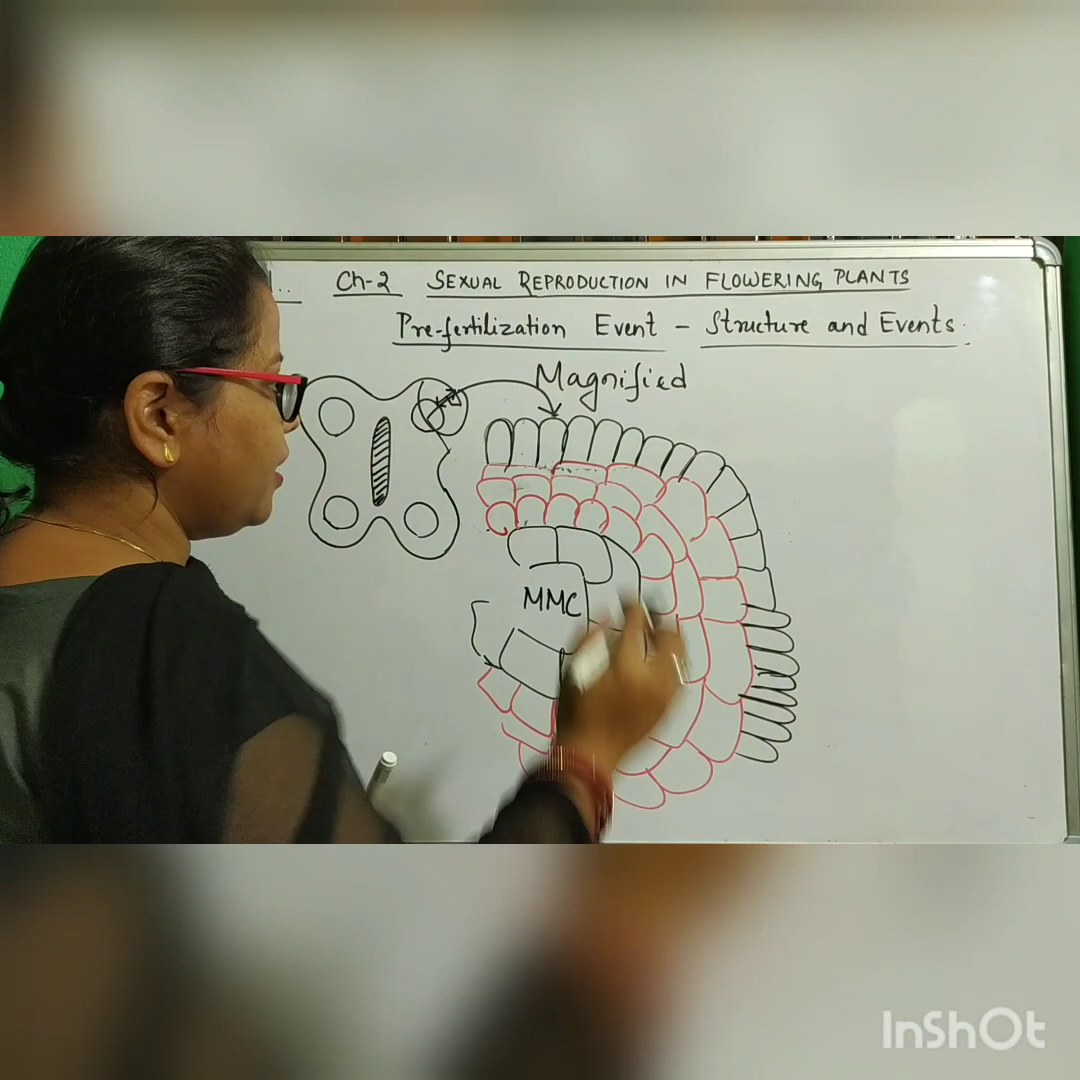 Ch-2 SEXUAL REPRODUCTION IN FLOWERING PLANTS
Pre-fertilization Event - Structure and Events.
Magnified
MMC
InShOt